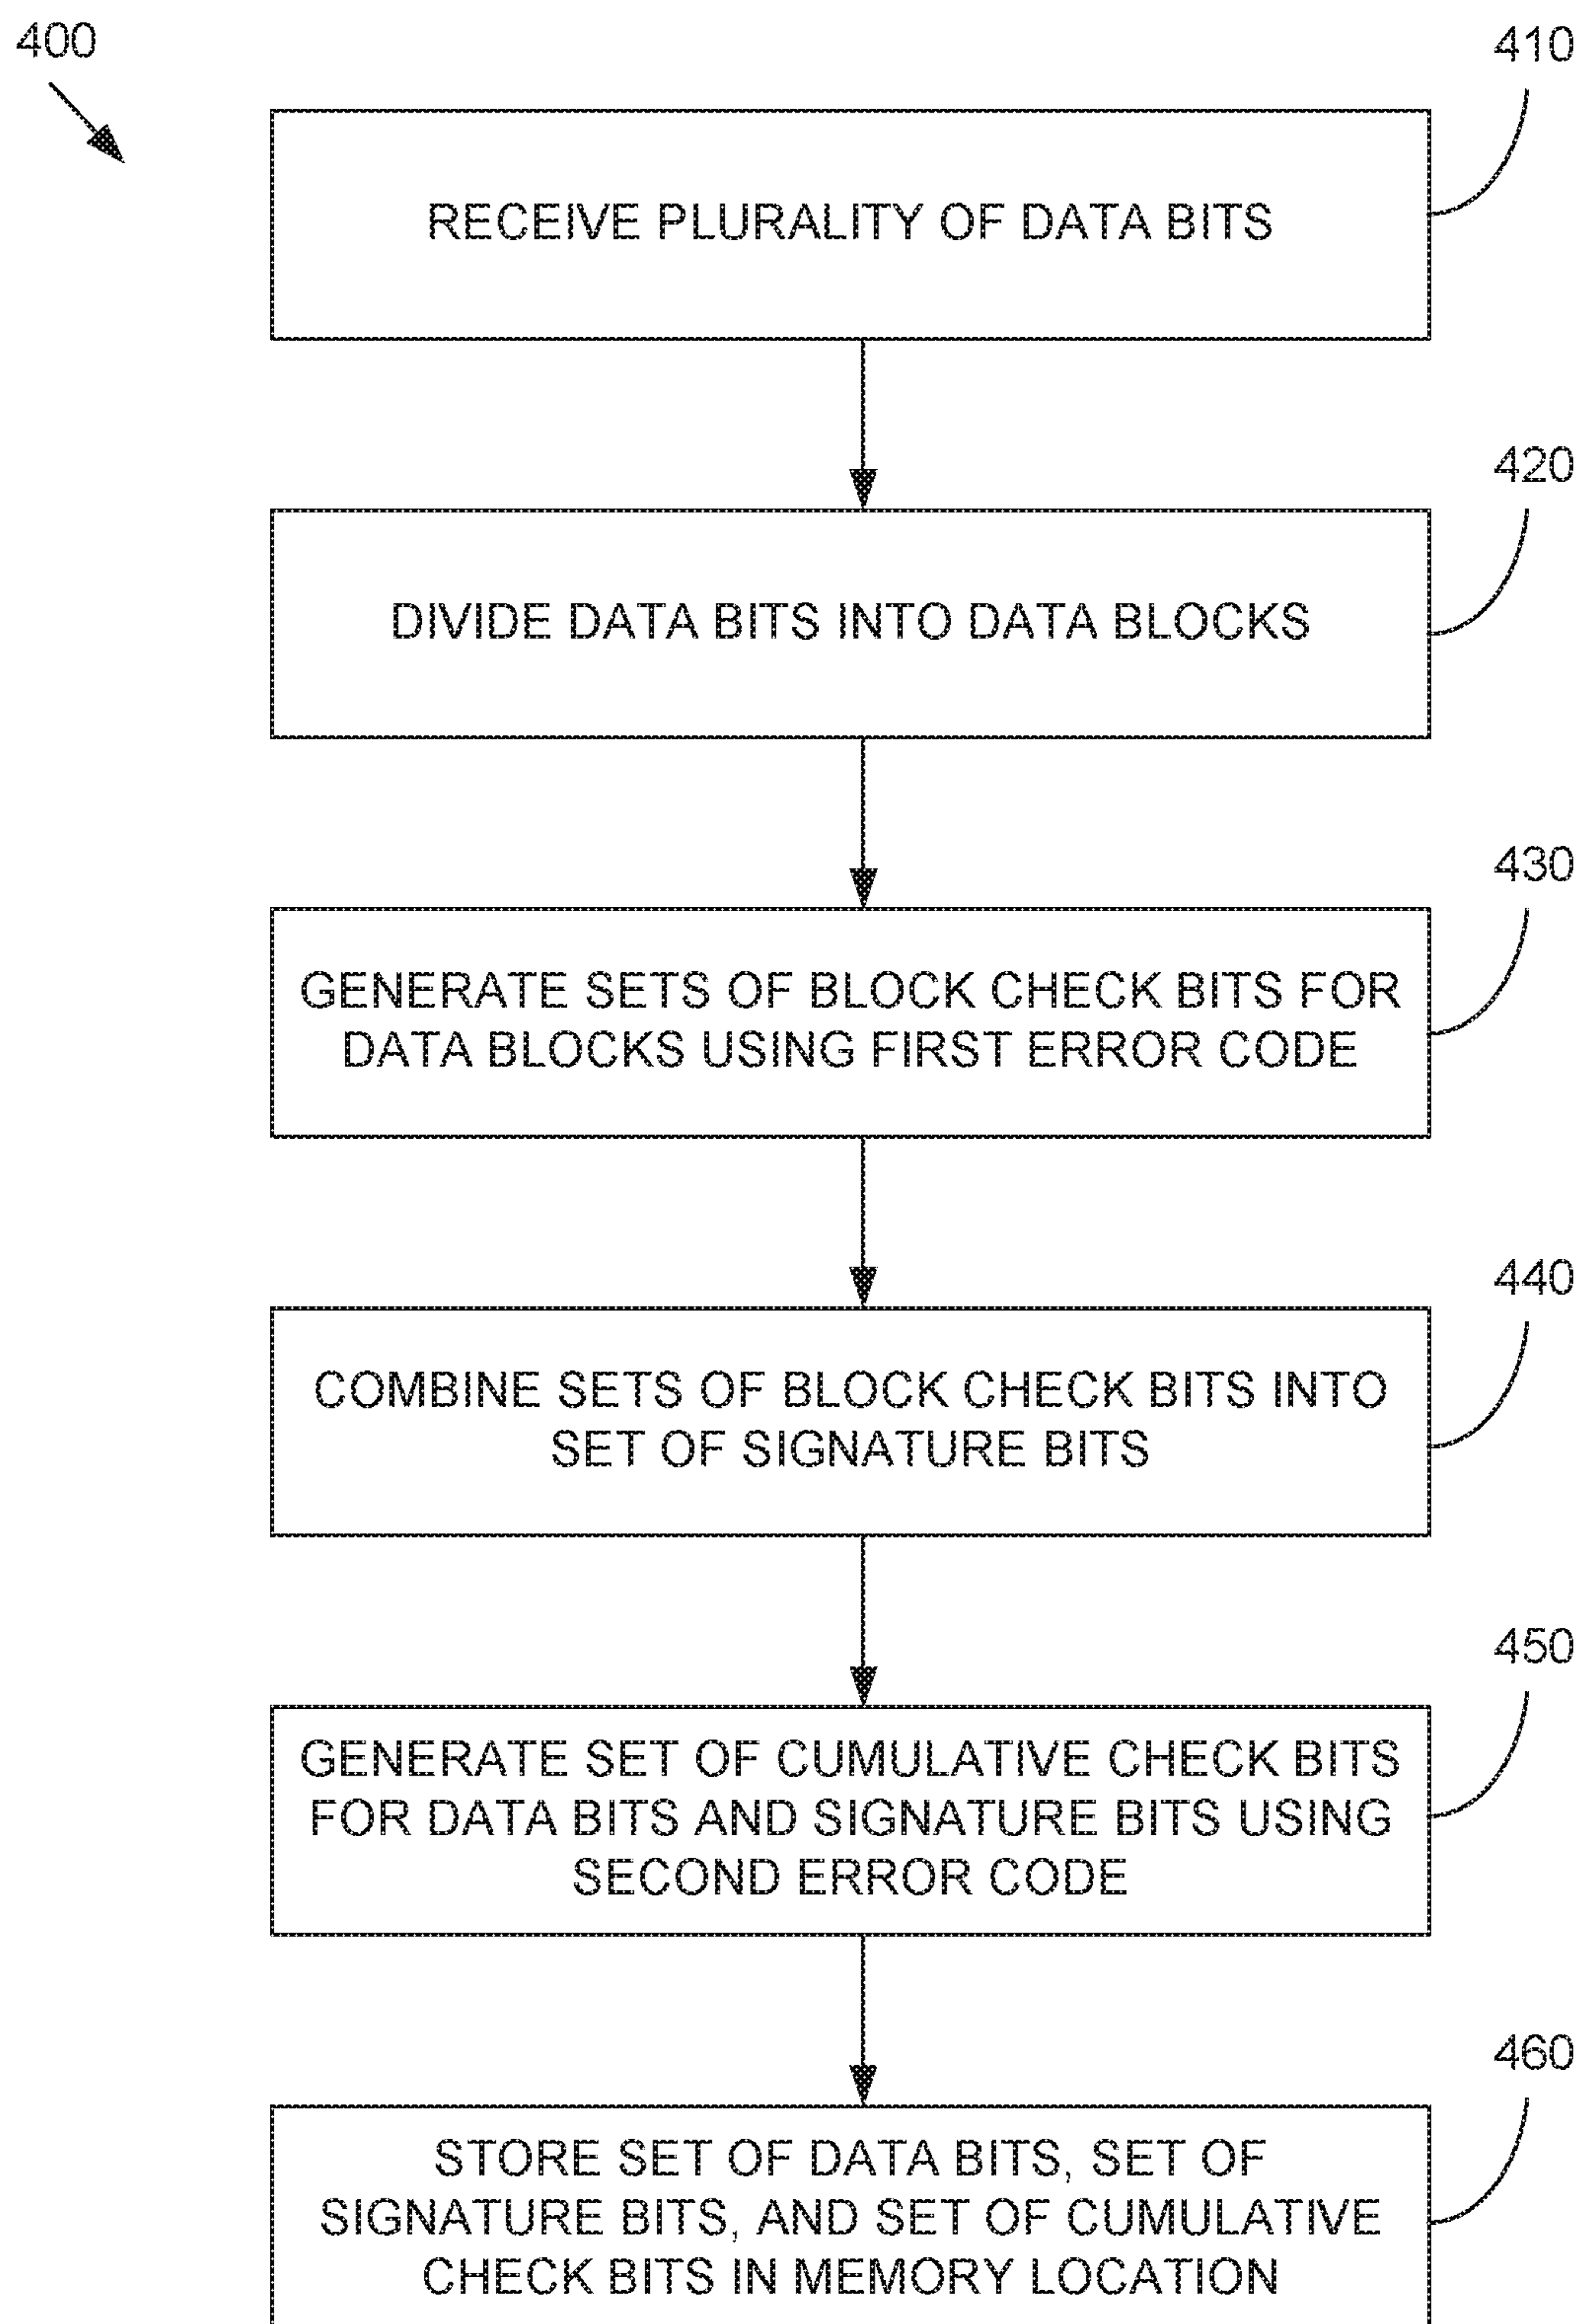 400
410
RECEIVE PLURALITY OF DATA BITS
420
DIVIDE DATA BITS INTO DATA BLOCKS
430
GENERATE SETS OF BLOCK CHECK BITS FOR
DATA BLOCKS USING FIRST ERROR CODE
440
COMBINE SETS OF BLOCK CHECK BITS INTO
SET OF SIGNATURE BITS
450
GENERATE SET OF CUMULATIVE CHECK BITS
FOR DATA BITS AND SIGNATURE BITS USING
SECOND ERROR CODE
460
STORE SET OF DATA BITS, SET OF
SIGNATURE BITS, AND SET OF CUMULATIVE
CHECK BITS IN MEMORY LOCATION